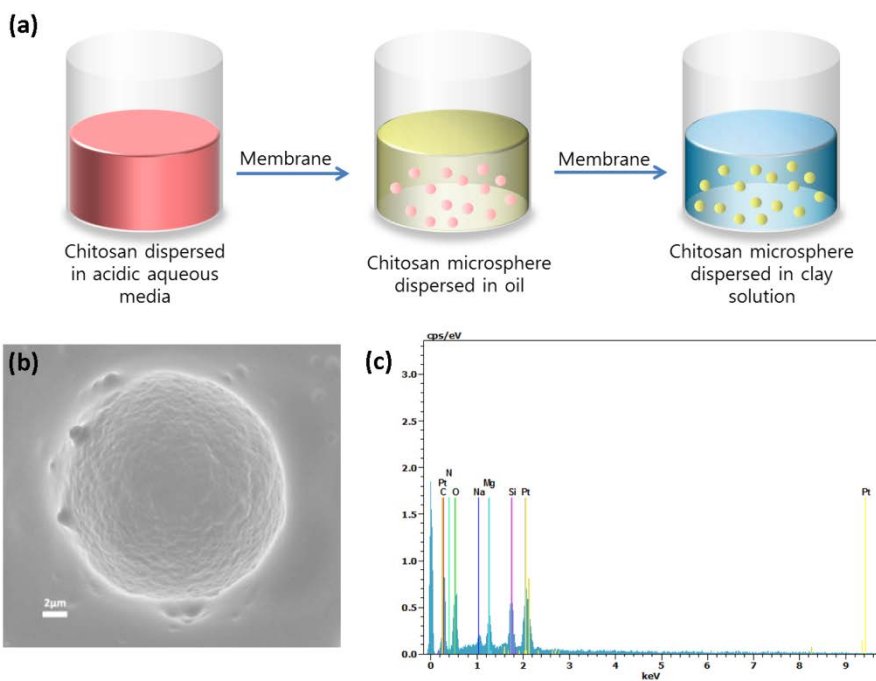 (a)
Membrane
Membrane
Chitosan dispersed
in acidic aqueous
media
Chitosan microsphere
dispersed in oil
Chitosan microsphere
dispersed in clay
solution
(b)
2μm
(c)
cps/eV
3.0
2.5
2.0
1.5
1.0
0.5
0.0
N
Pt
Mg
C O Na Si Pt Pt
0 1 2 3 4 5 6 7 8 9
keV